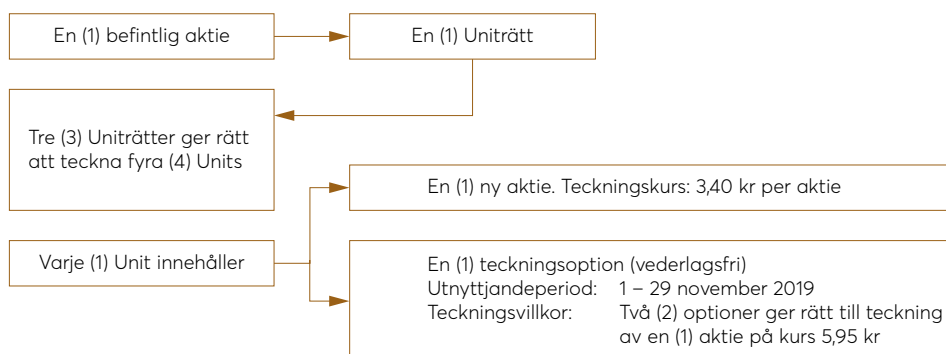 En (1) befintlig aktie
En (1) Uniträtt
Tre (3) Uniträtter ger rätt
att teckna fyra (4) Units
En (1) ny aktie. Teckningskurs: 3,40 kr per aktie
Varje (1) Unit innehåller
En (1) teckningsoption (vederlagsfri)
Utnyttjandeperiod: 1 – 29 november 2019
Teckningsvillkor: Två (2) optioner ger rätt till teckning
av en (1) aktie på kurs 5,95 kr